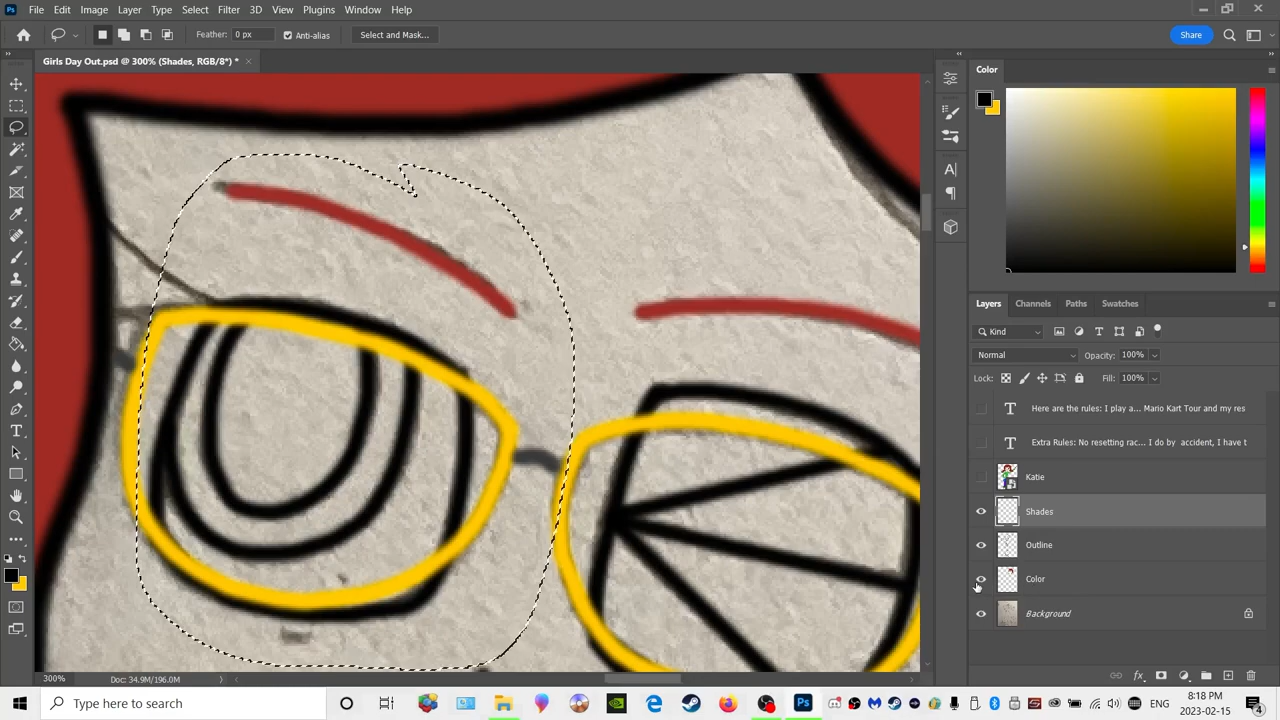 Ps File Edit Image Layer Type Select Filter 3D View Plugins Window Help
Feather: 0 px Anti-alias Select and Mask... Share
Girls Day Out.psd @ 300% (Shades, RGB/8*) *
Color
Layers Channels Paths Swatches
Kind
Normal Opacity: 100%
Lock: Fill: 100%
Here are the rules: I play a... Mario Kart Tour and my res
Extra Rules: No resetting rac... I do by accident, I have t
Katie
Shades
Outline
Color
Background
300% Doc: 34.9M/196.0M
Type here to search
Ps
ENG
8:18 PM
2023-02-15
4